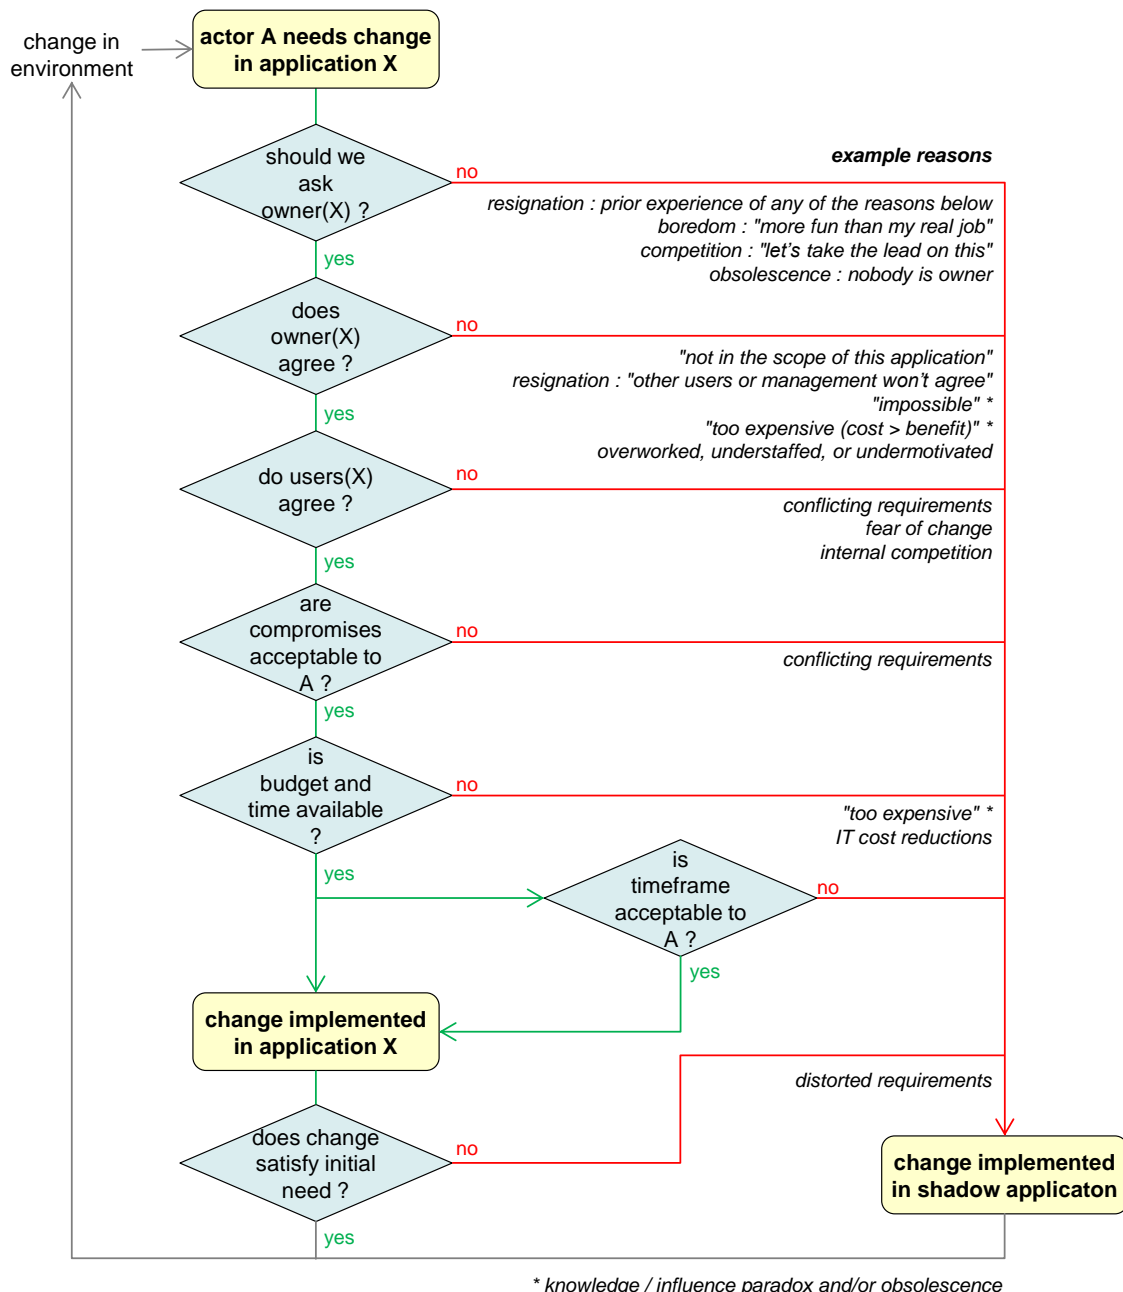 change in
environment
actor A needs change
in application X
should we
ask
owner(X) ?
no
example reasons
resignation : prior experience of any of the reasons below
boredom : "more fun than my real job"
competition : "let's take the lead on this"
obsolescence : nobody is owner
yes
does
owner(X)
agree ?
no
"not in the scope of this application"
resignation : "other users or management won't agree"
"impossible" *
"too expensive (cost > benefit)" *
overworked, understaffed, or undermotivated
yes
do users(X)
agree ?
no
conflicting requirements
fear of change
internal competition
yes
are
compromises
acceptable to
A ?
no
conflicting requirements
yes
is
budget and
time available
?
no
"too expensive" *
IT cost reductions
yes
is
timeframe
acceptable to
A ?
no
yes
change implemented
in application X
distorted requirements
does change
satisfy initial
need ?
no
change implemented
in shadow applicaton
yes
* knowledge / influence paradox and/or obsolescence